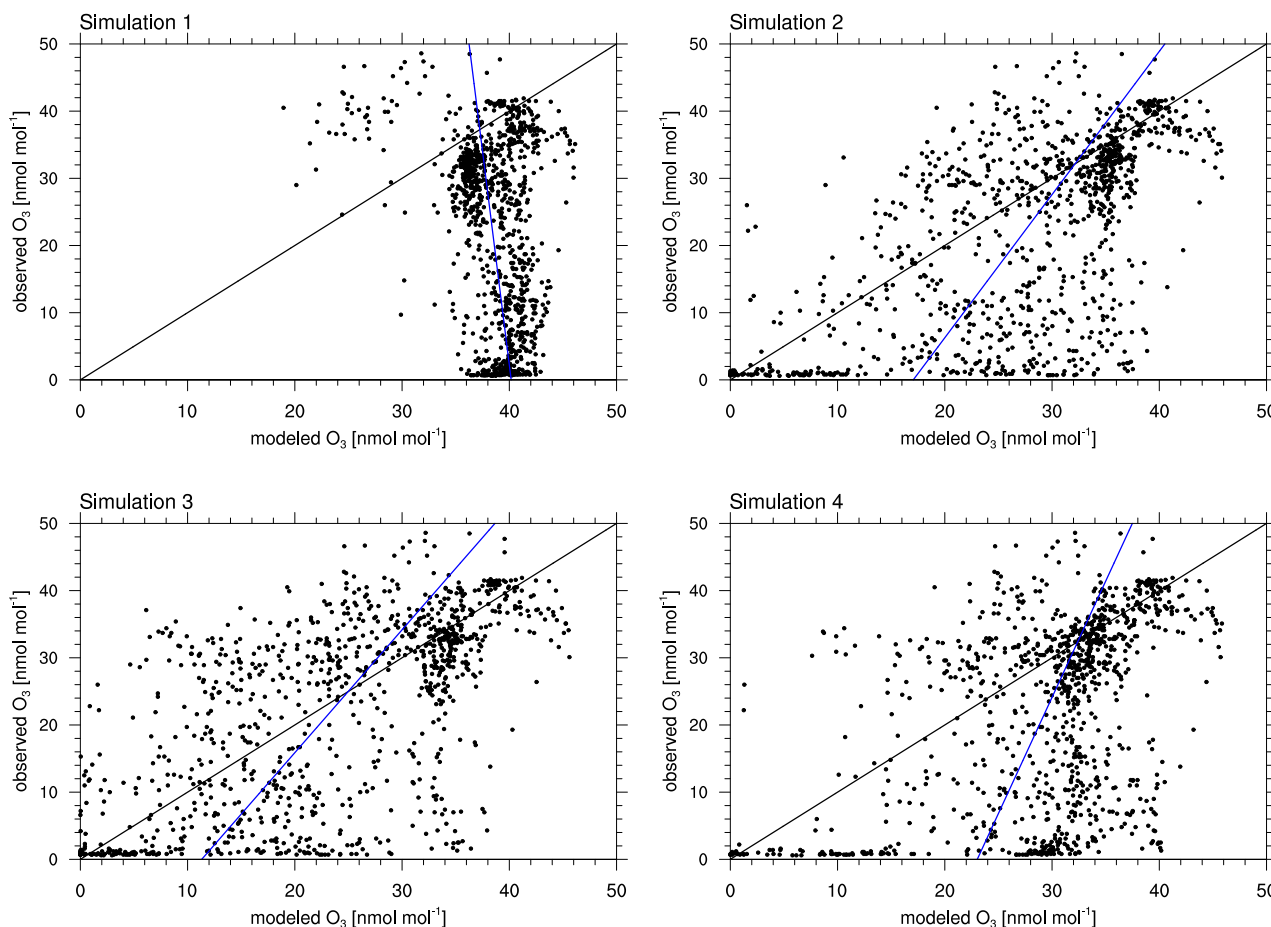 Simulation 1
50
40
30
20
10
0
observed O₃ [nmol mol⁻¹]
0 10 20 30 40 50
modeled O₃ [nmol mol⁻¹]
Simulation 2
50
40
30
20
10
0
observed O₃ [nmol mol⁻¹]
0 10 20 30 40 50
modeled O₃ [nmol mol⁻¹]
Simulation 3
50
40
30
20
10
0
observed O₃ [nmol mol⁻¹]
0 10 20 30 40 50
modeled O₃ [nmol mol⁻¹]
Simulation 4
50
40
30
20
10
0
observed O₃ [nmol mol⁻¹]
0 10 20 30 40 50
modeled O₃ [nmol mol⁻¹]